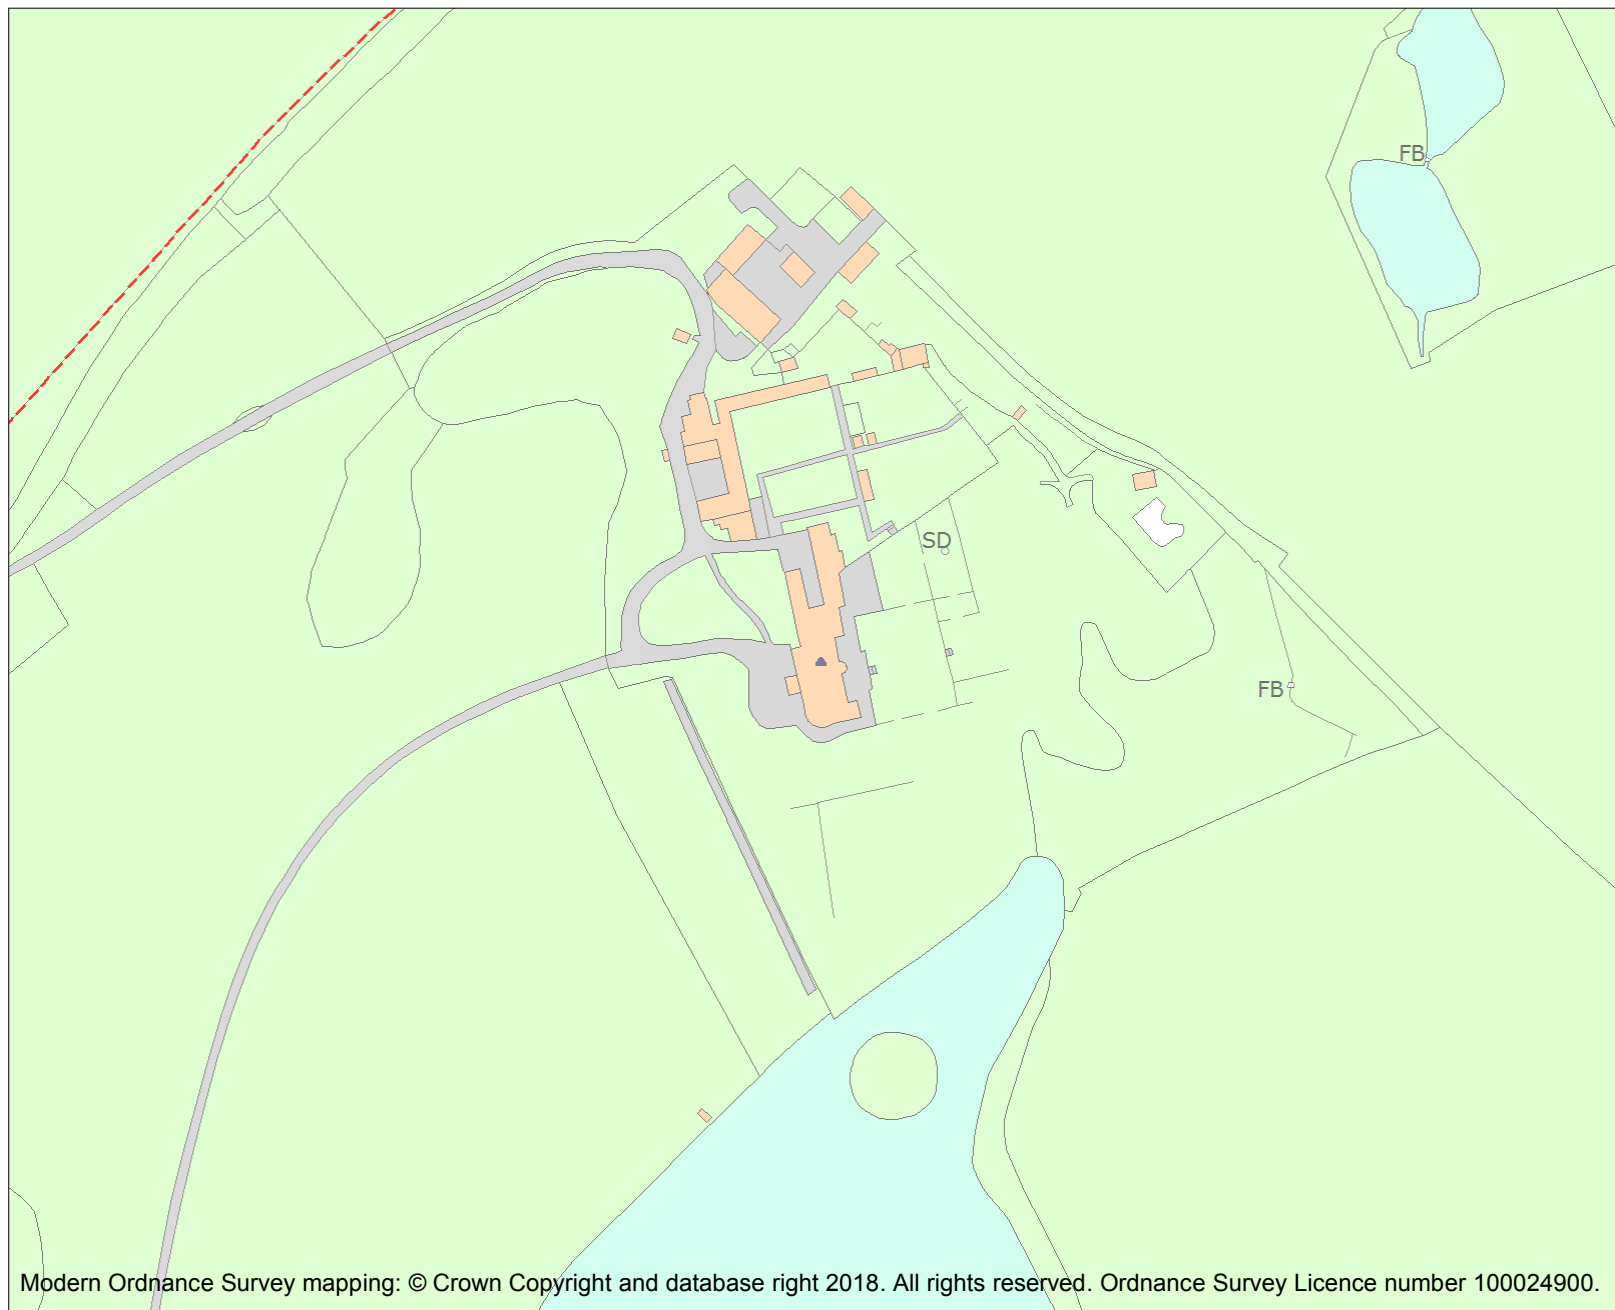 FB
SD
FB
Modern Ordnance Survey mapping: © Crown Copyright and database right 2018. All rights reserved. Ordnance Survey Licence number 100024900.